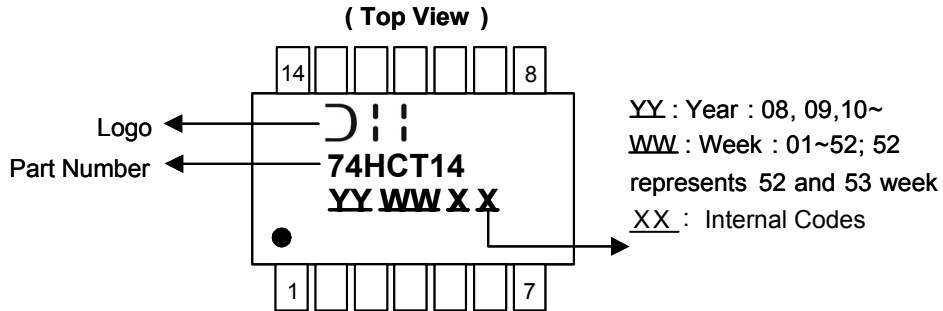 ( Top View )
14
8
Logo
74HCT14
Part Number
YY WW X X
YY : Year : 08, 09,10~
WW : Week : 01~52; 52
represents 52 and 53 week
XX : Internal Codes
1
7